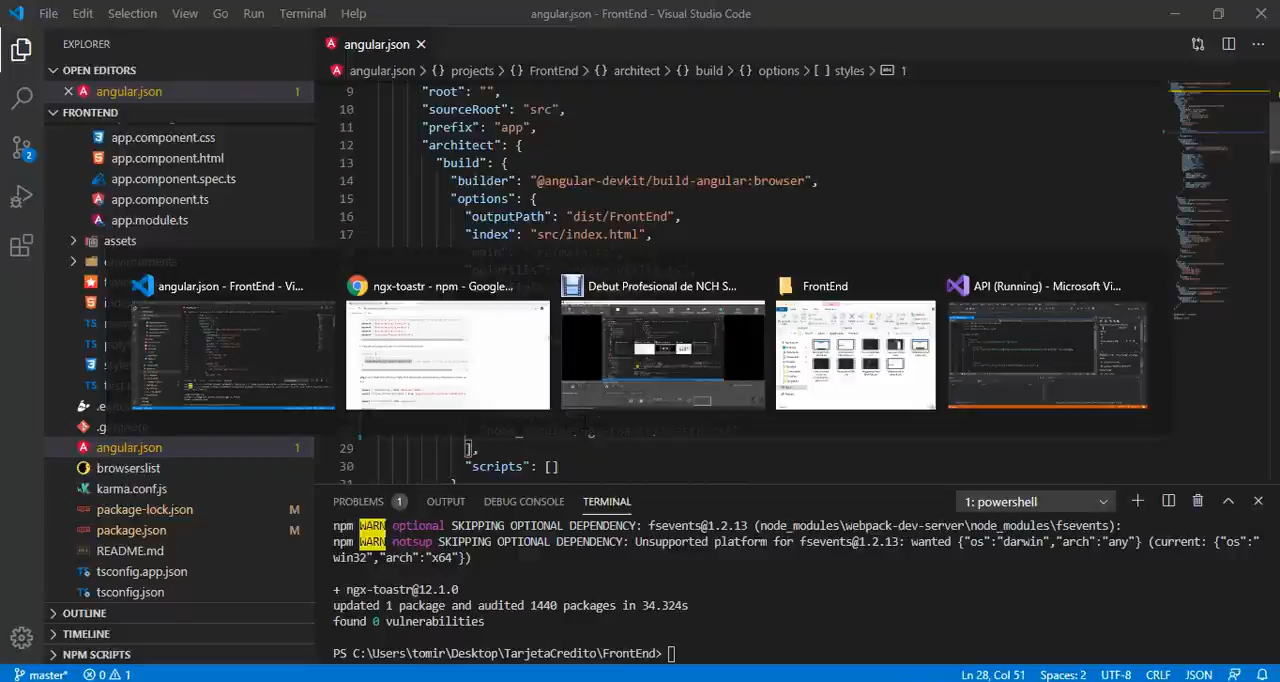 File Edit Selection View Go Run Terminal Help
angular.json - FrontEnd - Visual Studio Code
EXPLORER
OPEN EDITORS
angular.json 1
FRONTEND
app.component.css
app.component.html
app.component.spec.ts
app.component.ts
app.module.ts
assets
environments
angular.json 1
browserslist
karma.conf.js
package-lock.json M
package.json M
README.md
tsconfig.app.json
tsconfig.json
OUTLINE
TIMELINE
NPM SCRIPTS
angular.json
angular.json > {} projects > {} FrontEnd > {} architect > {} build > {} options > [ ] styles > 1
9 "root": "",
10 "sourceRoot": "src",
11 "prefix": "app",
12 "architect": {
13 "build": {
14 "builder": "@angular-devkit/build-angular:browser",
15 "options": {
16 "outputPath": "dist/FrontEnd",
17 "index": "src/index.html",
angular.json - FrontEnd - Vi...
ngx-toastr - npm - Google...
Debut Profesional de NCH S...
FrontEnd
API (Running) - Microsoft Vi...
29 ],
30 "scripts": []
PROBLEMS 1 OUTPUT DEBUG CONSOLE TERMINAL
1: powershell
npm WARN optional SKIPPING OPTIONAL DEPENDENCY: fsevents@1.2.13 (node_modules\webpack-dev-server\node_modules\fsevents):
npm WARN notsup SKIPPING OPTIONAL DEPENDENCY: Unsupported platform for fsevents@1.2.13: wanted {"os":"darwin","arch":"any"} (current: {"os":"
win32","arch":"x64"})
+ ngx-toastr@12.1.0
updated 1 package and audited 1440 packages in 34.324s
found 0 vulnerabilities
PS C:\Users\tomir\Desktop\TarjetaCredito\FrontEnd>
master* 0 1
Ln 28, Col 51 Spaces: 2 UTF-8 CRLF JSON
2